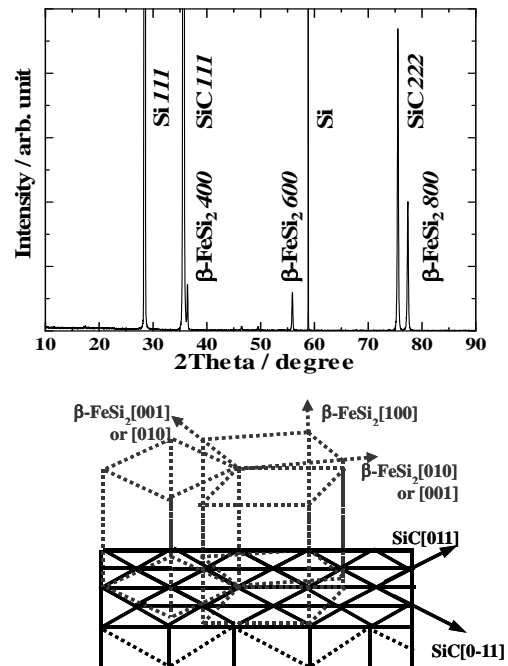 Intensity / arb. unit
Si 111
SiC 111
β-FeSi2 400
β-FeSi2 600
Si
SiC 222
β-FeSi2 800
10 20 30 40 50 60 70 80 90
2Theta / degree
β-FeSi2[001]
or [010]
β-FeSi2[100]
β-FeSi2[010]
or [001]
SiC[011]
SiC[0-11]